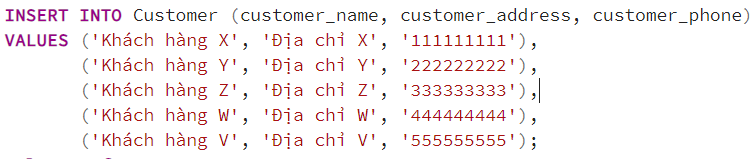 INSERT INTO Customer (customer_name, customer_address, customer_phone)
VALUES ('Khách hàng X', 'Địa chỉ X', '111111111'),
('Khách hàng Y', 'Địa chỉ Y', '222222222'),
('Khách hàng Z', 'Địa chỉ Z', '333333333'),
('Khách hàng W', 'Địa chỉ W', '444444444'),
('Khách hàng V', 'Địa chỉ V', '555555555');